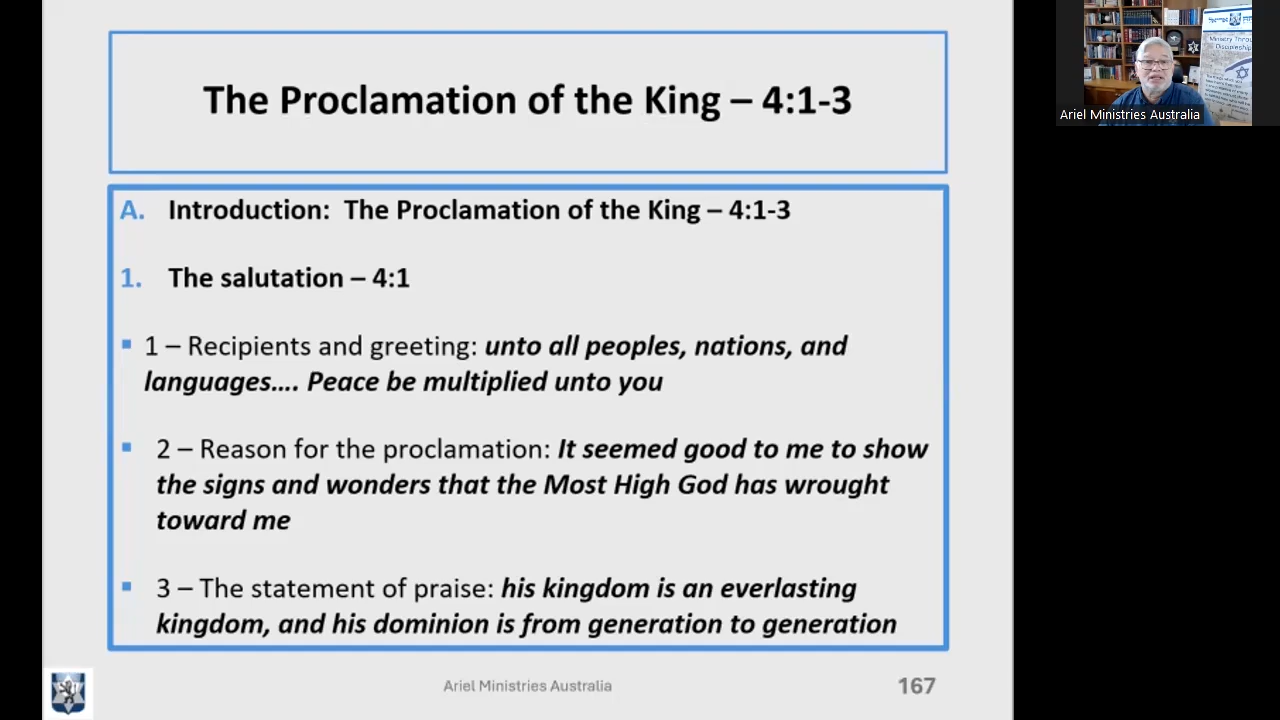 The Proclamation of the King – 4:1-3
A. Introduction: The Proclamation of the King – 4:1-3
1. The salutation – 4:1
▪ 1 – Recipients and greeting: unto all peoples, nations, and
languages…. Peace be multiplied unto you
▪ 2 – Reason for the proclamation: It seemed good to me to show
the signs and wonders that the Most High God has wrought
toward me
▪ 3 – The statement of praise: his kingdom is an everlasting
kingdom, and his dominion is from generation to generation
Ariel Ministries Australia
167
Ministry Through
Discipleship
Ariel Ministries Australia